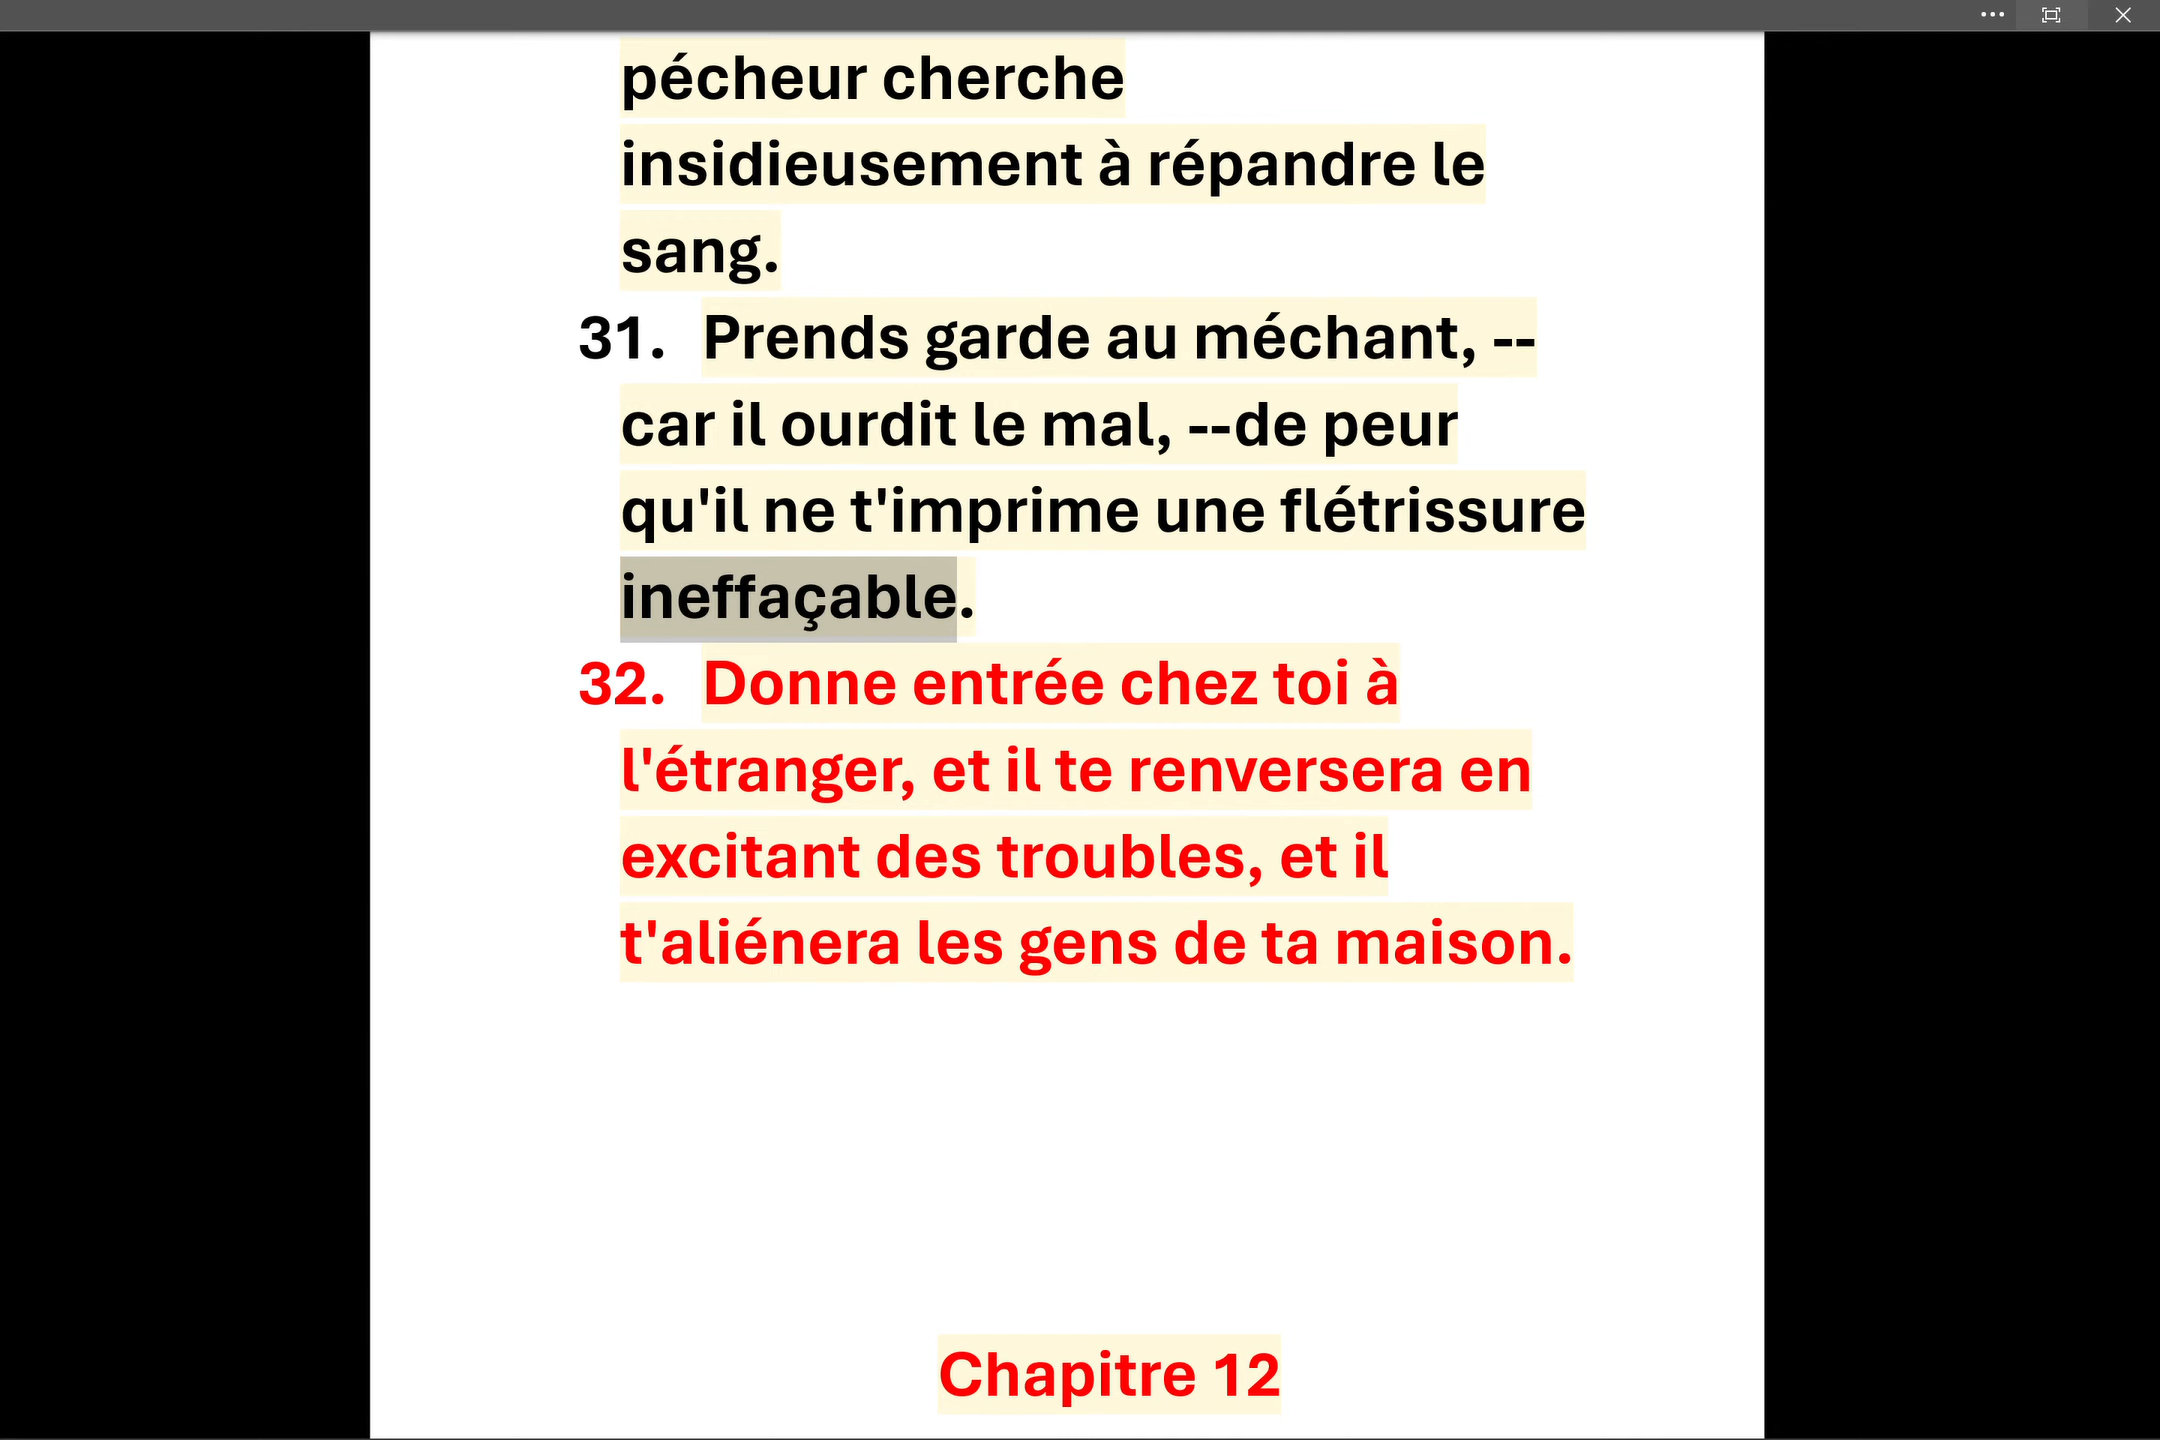 pécheur cherche
insidieusement à répandre le
sang.
31. Prends garde au méchant, --
car il ourdit le mal, --de peur
qu'il ne t'imprime une flétrissure
ineffaçable.
32. Donne entrée chez toi à
l'étranger, et il te renversera en
excitant des troubles, et il
t'aliénera les gens de ta maison.
Chapitre 12